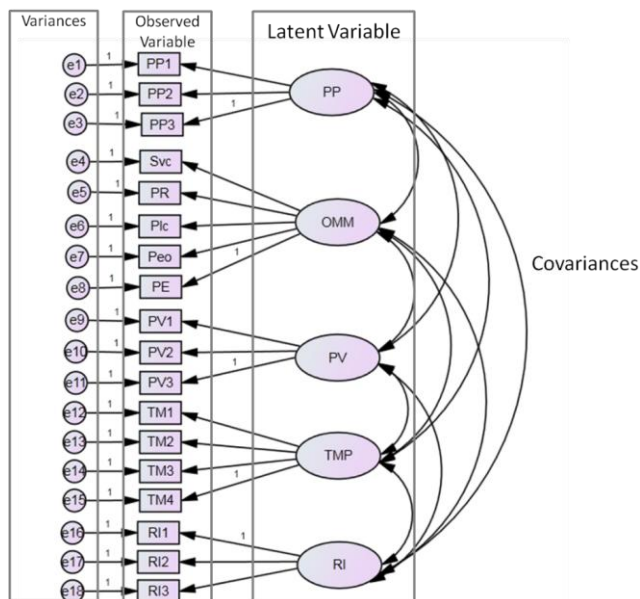 Variances
Observed
Variable
Latent Variable
e1 1 PP1
e2 1 PP2
e3 1 PP3
1
PP
e4 1 Svc
e5 1 PR
e6 1 Plc
e7 1 Peo
e8 1 PE
1
OMM
Covariances
e9 1 PV1
e10 1 PV2
e11 1 PV3
1
PV
e12 1 TM1
e13 1 TM2
e14 1 TM3
e15 1 TM4
1
TMP
e16 1 RI1
e17 1 RI2
e18 1 RI3
1
RI